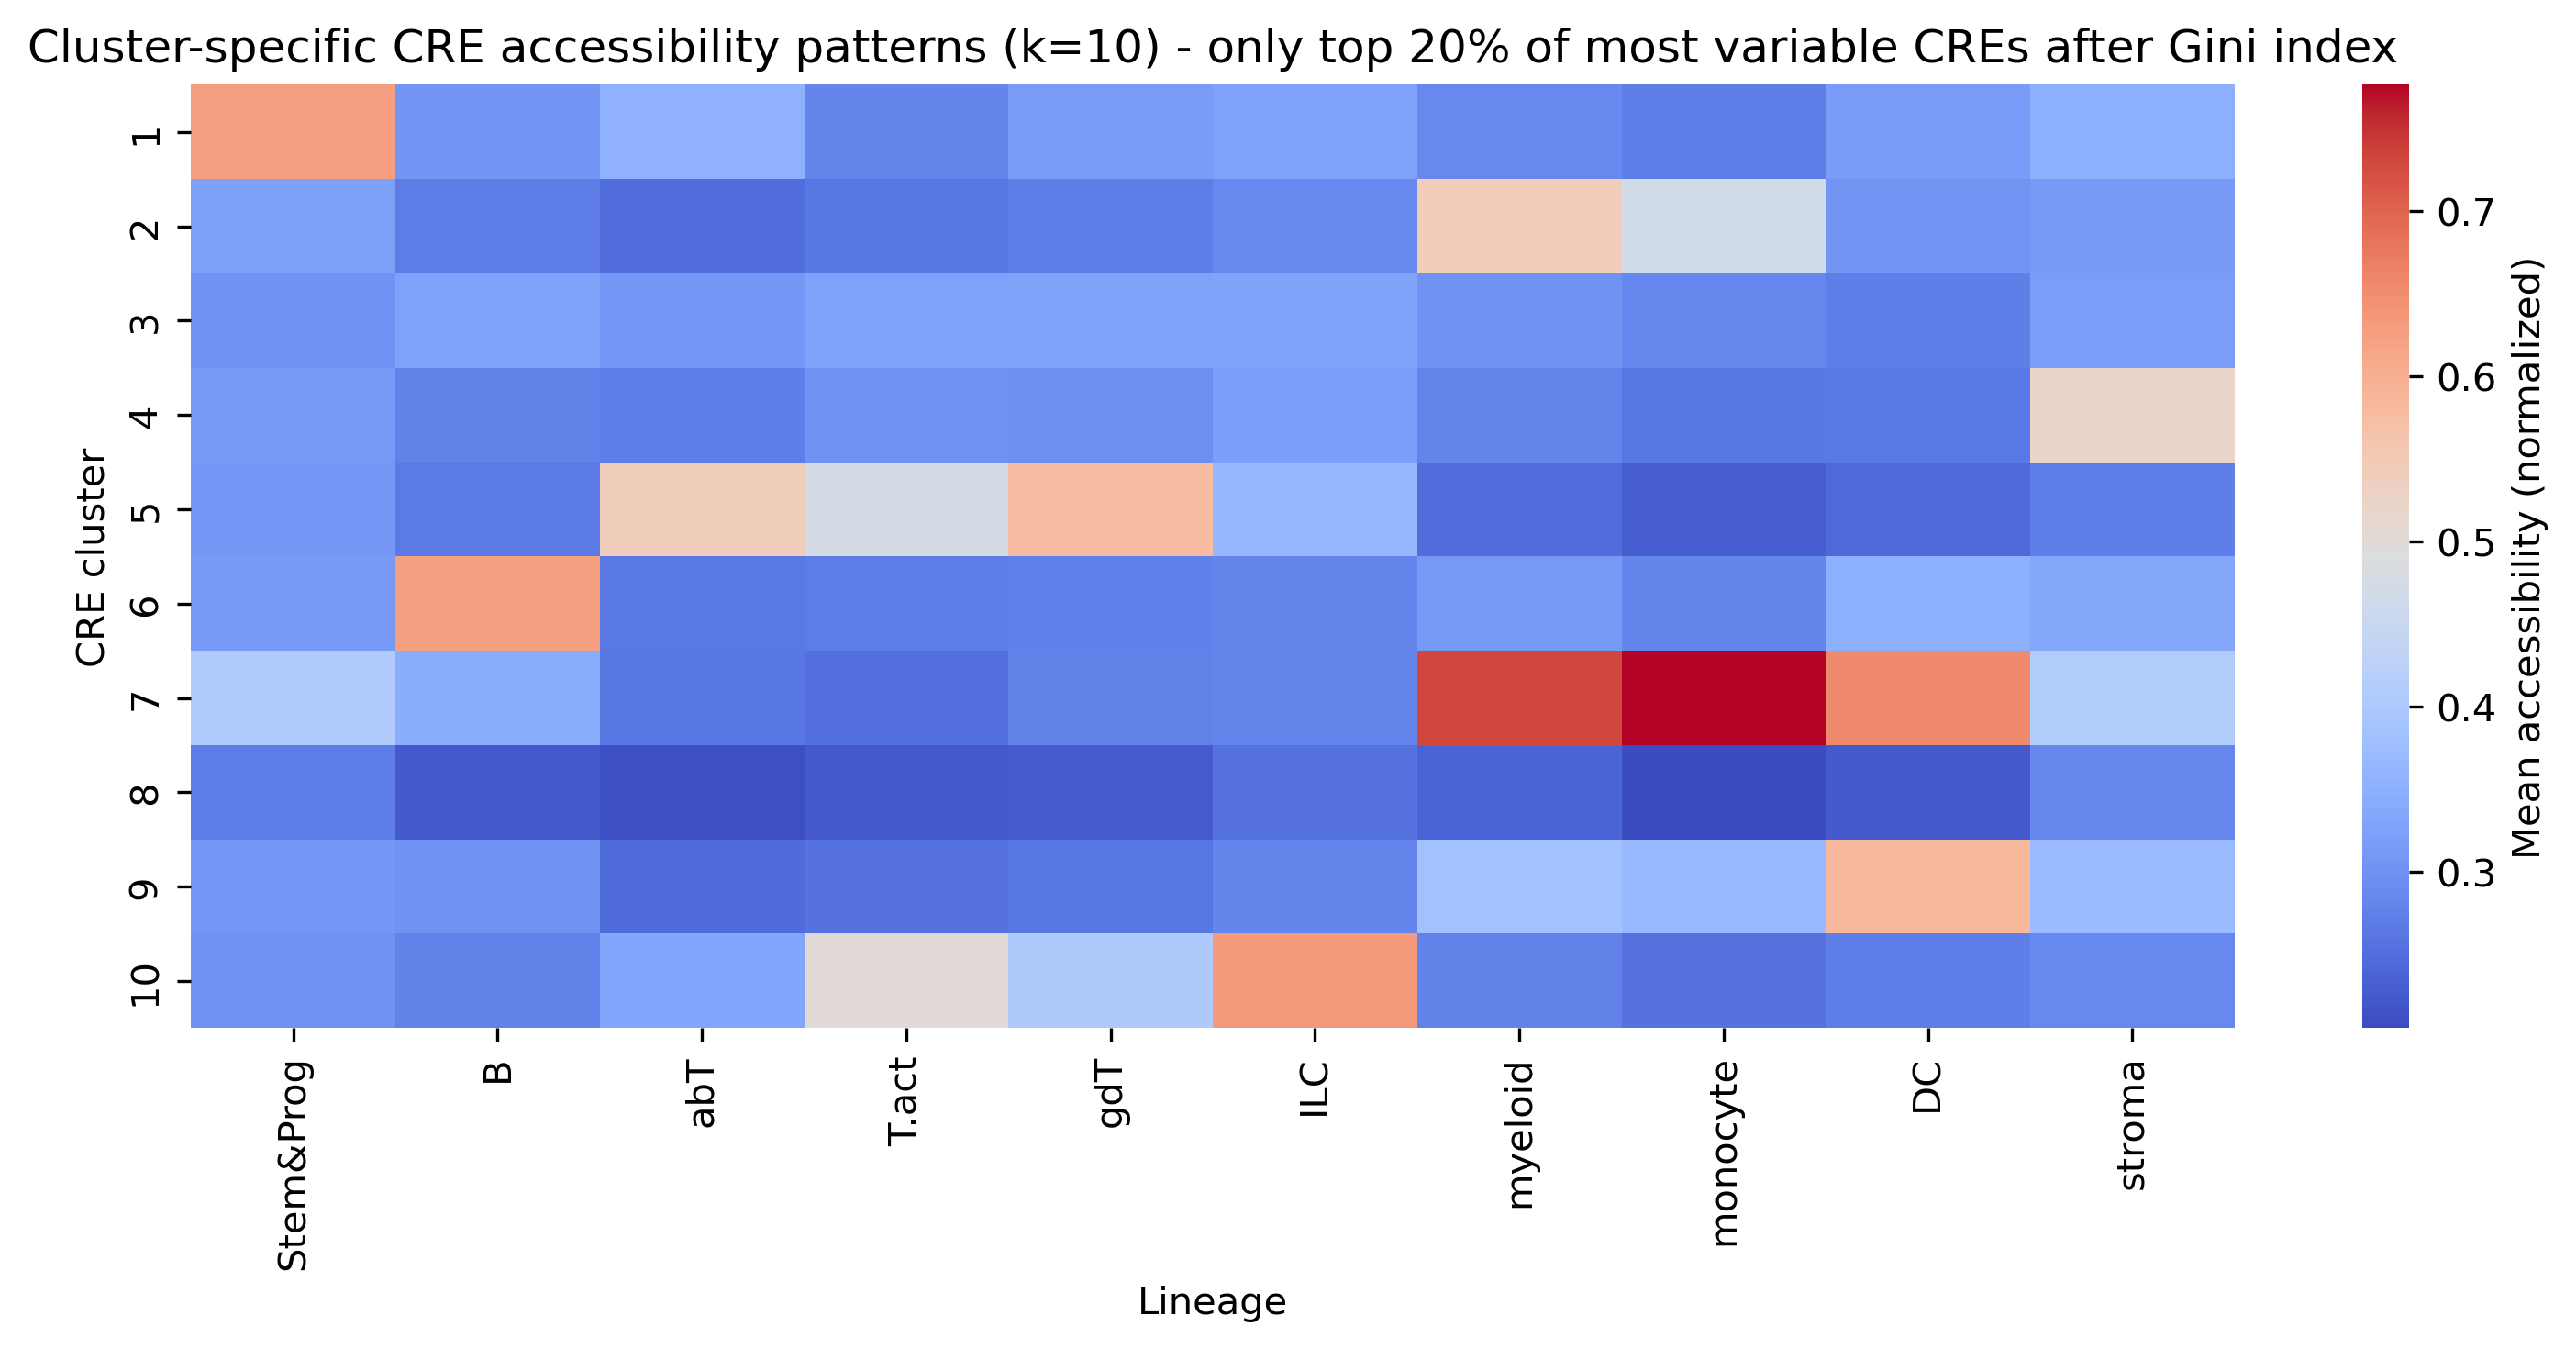 Cluster-specific CRE accessibility patterns (k=10) - only top 20% of most variable CREs after Gini index
CRE cluster
1
2
3
4
5
6
7
8
9
10
Stem&Prog
B
abT
T.act
gdT
ILC
myeloid
monocyte
DC
stroma
Lineage
0.7
0.6
0.5
0.4
0.3
Mean accessibility (normalized)